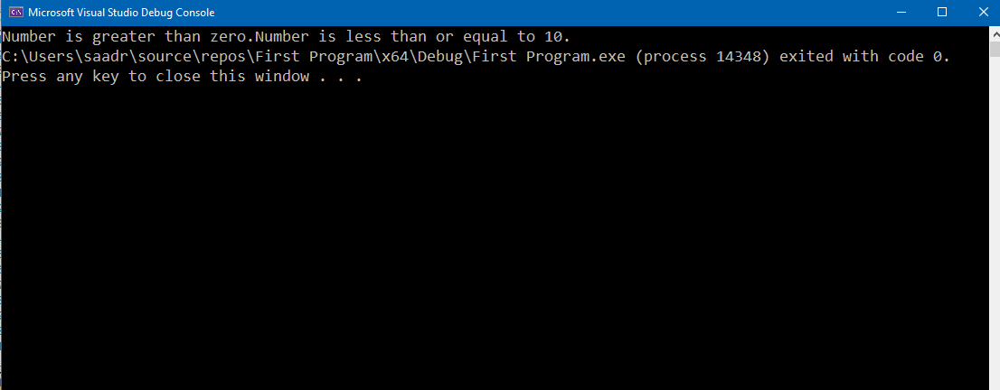 Microsoft Visual Studio Debug Console
Number is greater than zero.Number is less than or equal to 10.
C:\Users\saadr\source\repos\First Program\x64\Debug\First Program.exe (process 14348) exited with code 0.
Press any key to close this window . . .